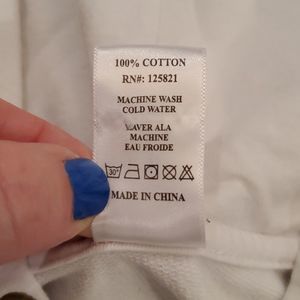 100% COTTON
RN#: 125821
MACHINE WASH
COLD WATER
LAVER ALA
MACHINE
EAU FROIDE
30°
MADE IN CHINA